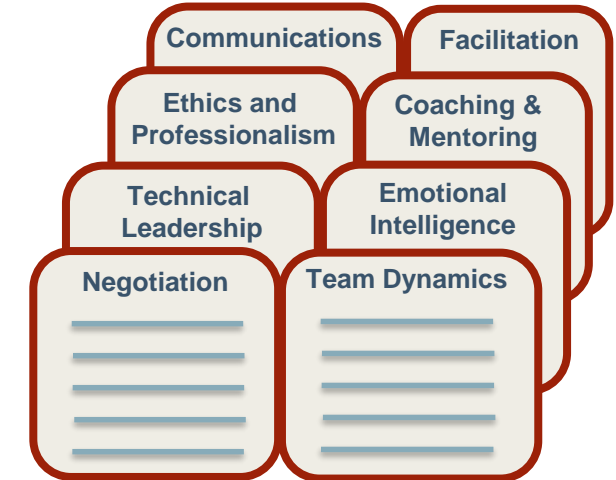 Communications
Facilitation
Ethics and
Professionalism
Coaching &
Mentoring
Technical
Leadership
Emotional
Intelligence
Negotiation
Team Dynamics